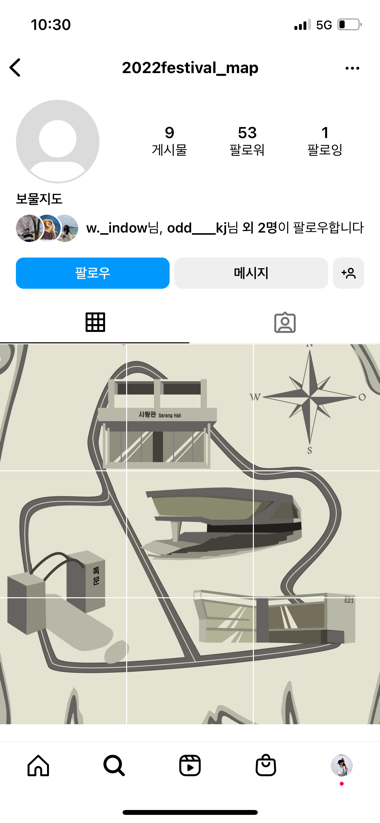 10:30
5G
2022festival_map
9
53
1
게시물
팔로워
팔로잉
보물지도
w._indow님, odd___kj님 외 2명이 팔로우합니다
팔로우
메시지
N
사랑관 Sarang Hall
W
O
S